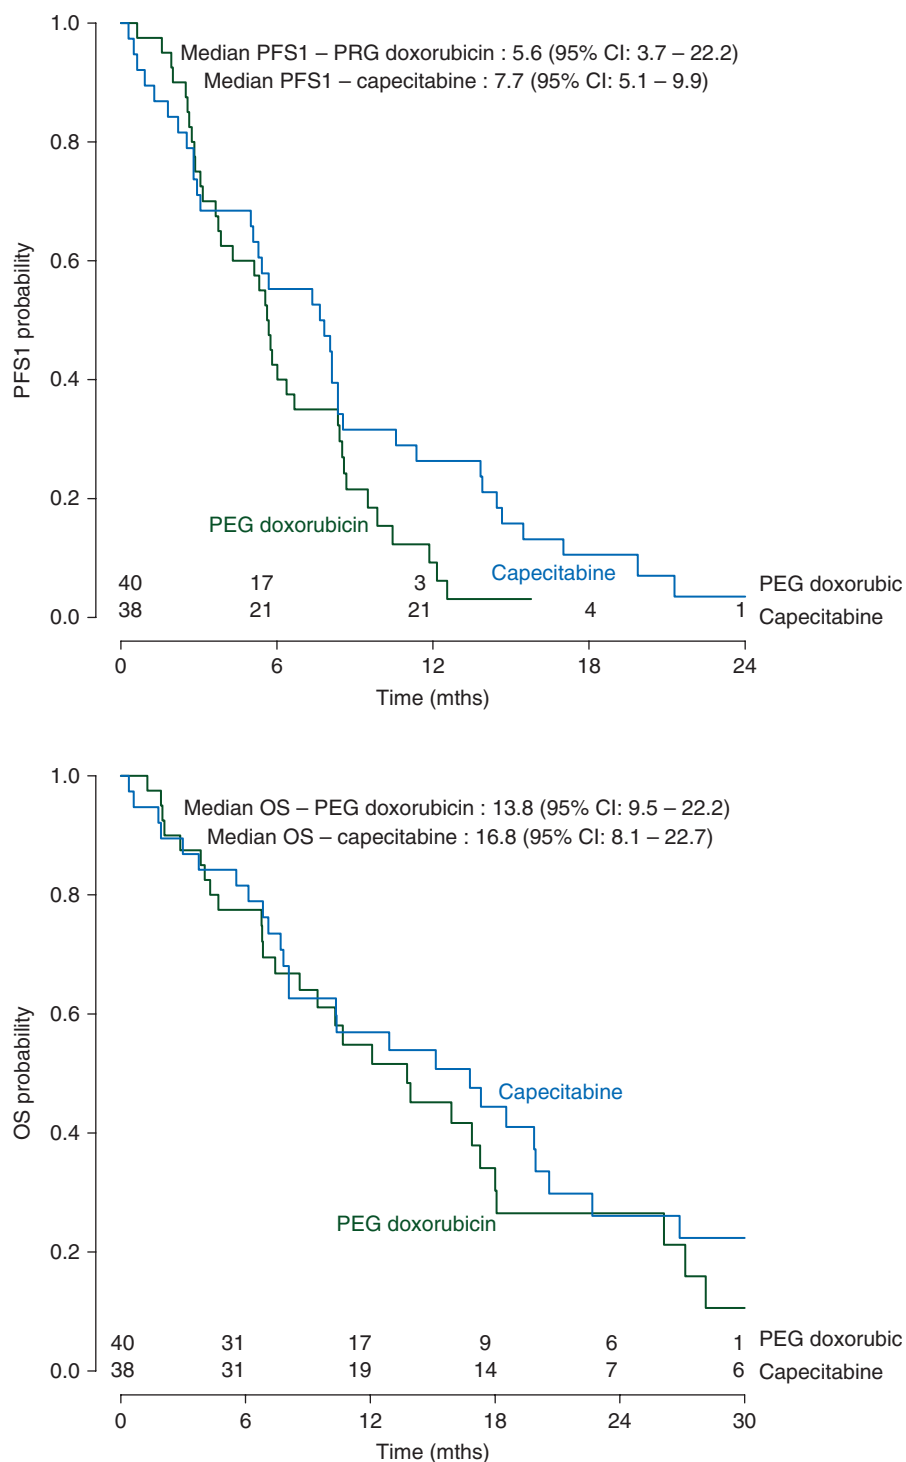 1.0
Median PFS1 – PRG doxorubicin : 5.6 (95% CI: 3.7 – 22.2)
Median PFS1 – capecitabine : 7.7 (95% CI: 5.1 – 9.9)
0.8
0.6
PFS1 probability
0.4
0.2
PEG doxorubicin
Capecitabine
40 17 3 PEG doxorubic
0.0 38 21 21 4 1 Capecitabine
0 6 12 18 24
Time (mths)
1.0
Median OS – PEG doxorubicin : 13.8 (95% CI: 9.5 – 22.2)
Median OS – capecitabine : 16.8 (95% CI: 8.1 – 22.7)
0.8
0.6
OS probability
Capecitabine
0.4
PEG doxorubicin
0.2
40 31 17 9 6 1 PEG doxorubic
0.0 38 31 19 14 7 6 Capecitabine
0 6 12 18 24 30
Time (mths)